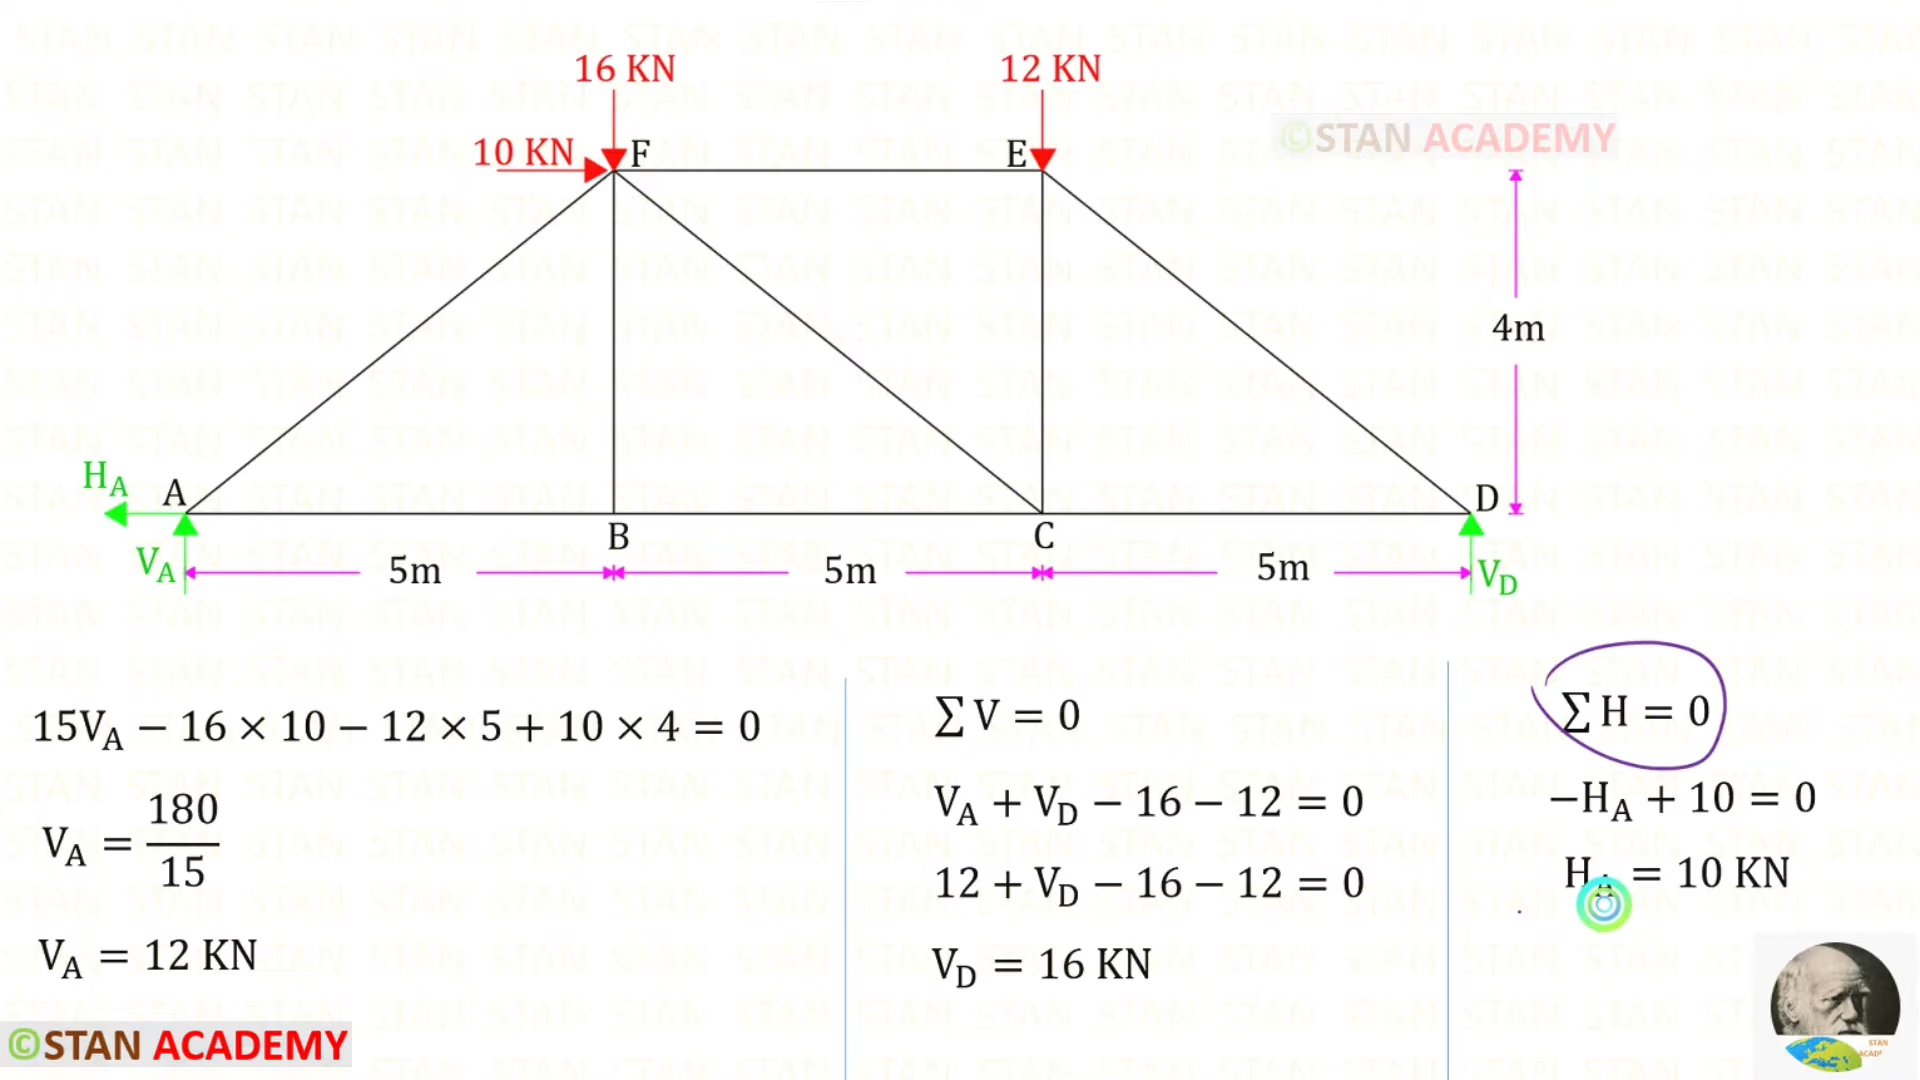 16 KN
12 KN
©STAN ACADEMY
10 KN
F
E
4m
H_A
A
D
B
C
V_A
5m
5m
5m
V_D
15V_A − 16 × 10 − 12 × 5 + 10 × 4 = 0
V_A = 180/15
V_A = 12 KN
∑ V = 0
V_A + V_D − 16 − 12 = 0
12 + V_D − 16 − 12 = 0
V_D = 16 KN
∑ H = 0
−H_A + 10 = 0
H_A = 10 KN
©STAN ACADEMY
STAN